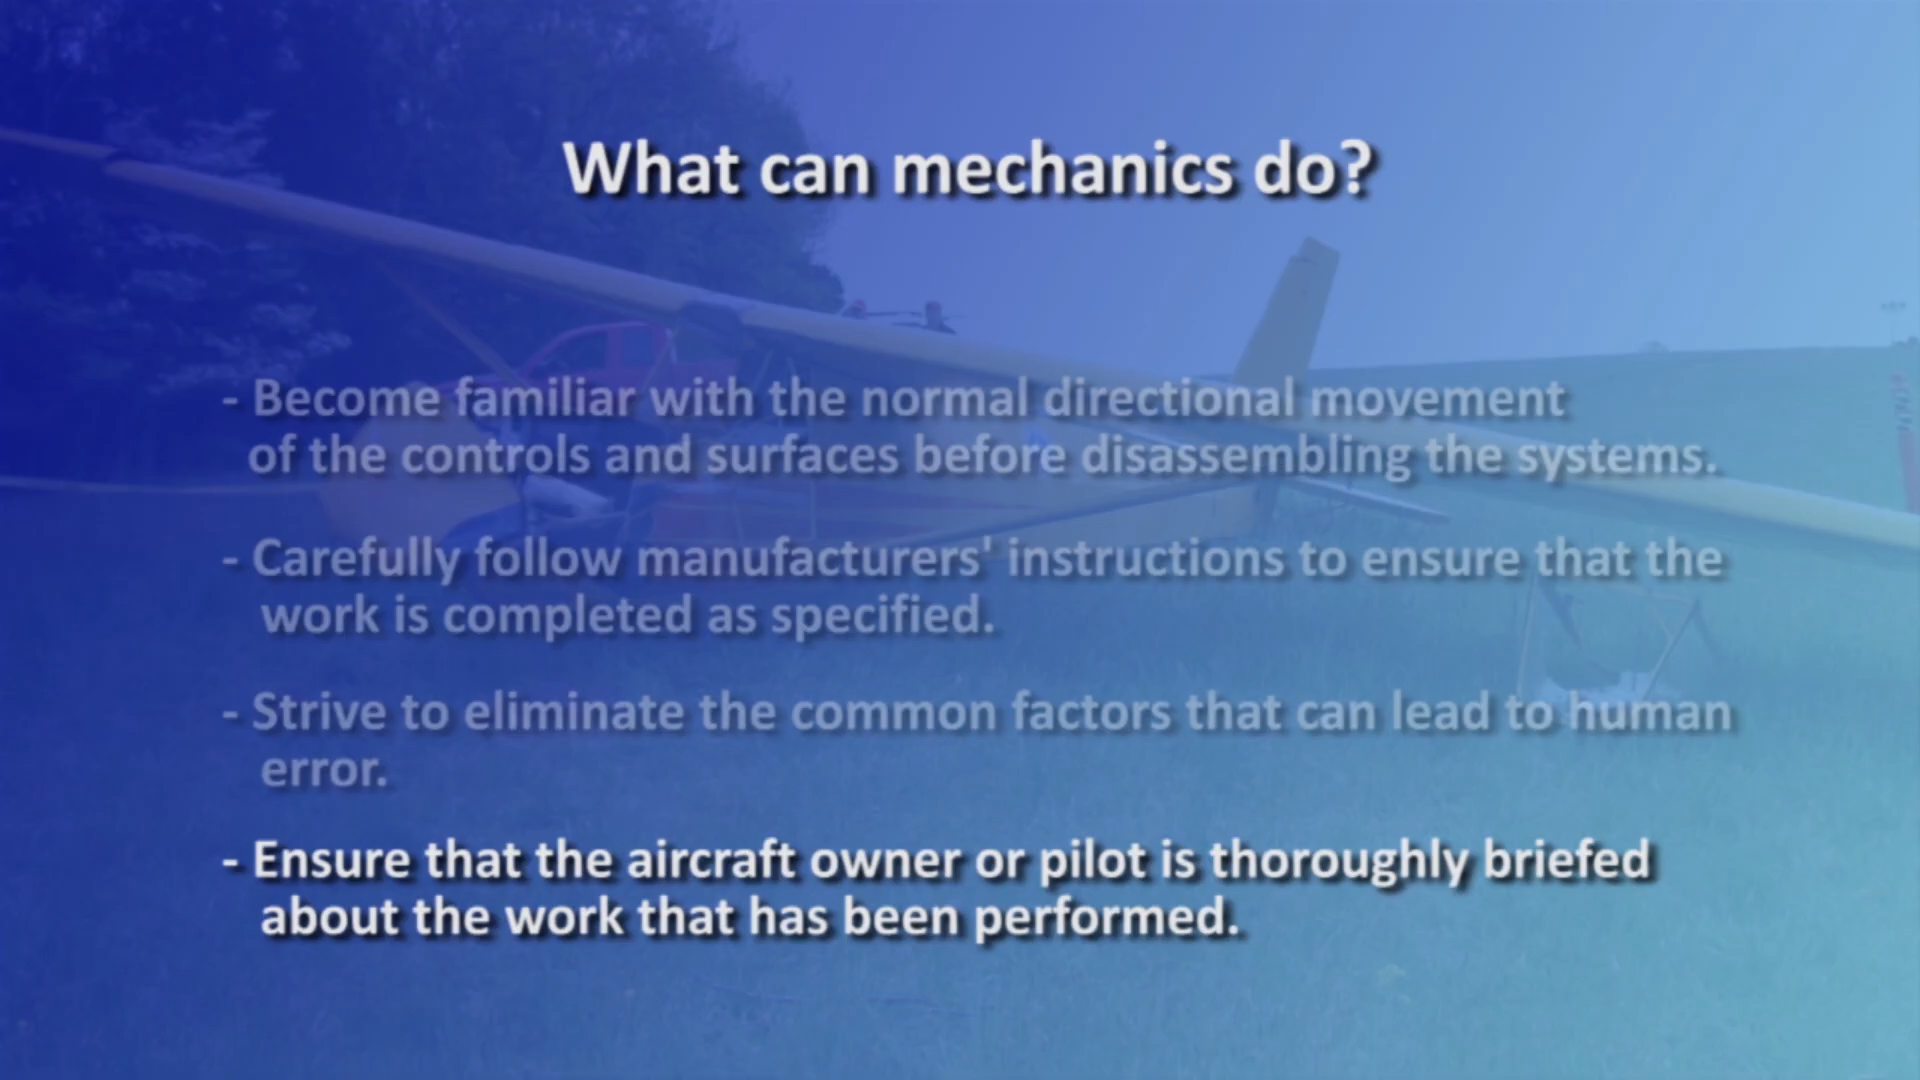 What can mechanics do?
- Become familiar with the normal directional movement
of the controls and surfaces before disassembling the systems.
- Carefully follow manufacturers' instructions to ensure that the
work is completed as specified.
- Strive to eliminate the common factors that can lead to human
error.
- Ensure that the aircraft owner or pilot is thoroughly briefed
about the work that has been performed.